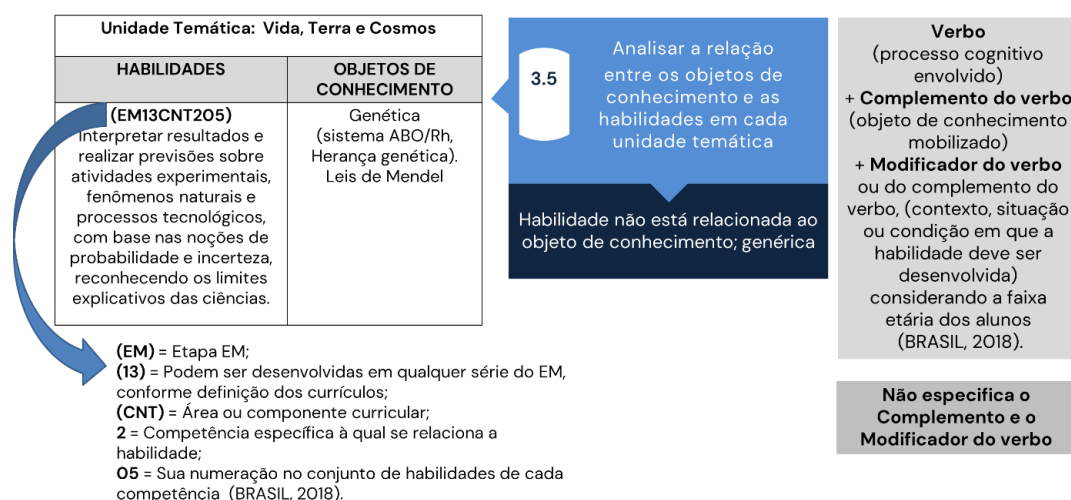 Unidade Temática: Vida, Terra e Cosmos
HABILIDADES
OBJETOS DE
CONHECIMENTO
(EM13CNT205)
Interpretar resultados e
realizar previsões sobre
atividades experimentais,
fenômenos naturais e
processos tecnológicos,
com base nas noções de
probabilidade e incerteza,
reconhecendo os limites
explicativos das ciências.
Genética
(sistema ABO/Rh,
Herança genética).
Leis de Mendel
(EM) = Etapa EM;
(13) = Podem ser desenvolvidas em qualquer série do EM,
conforme definição dos currículos;
(CNT) = Área ou componente curricular;
2 = Competência específica à qual se relaciona a
habilidade;
05 = Sua numeração no conjunto de habilidades de cada
competência (BRASIL, 2018).
3.5
Analisar a relação
entre os objetos de
conhecimento e as
habilidades em cada
unidade temática
Habilidade não está relacionada ao
objeto de conhecimento; genérica
Verbo
(processo cognitivo
envolvido)
+ Complemento do verbo
(objeto de conhecimento
mobilizado)
+ Modificador do verbo
ou do complemento do
verbo, (contexto, situação
ou condição em que a
habilidade deve ser
desenvolvida)
considerando a faixa
etária dos alunos
(BRASIL, 2018).
Não especifica o
Complemento e o
Modificador do verbo